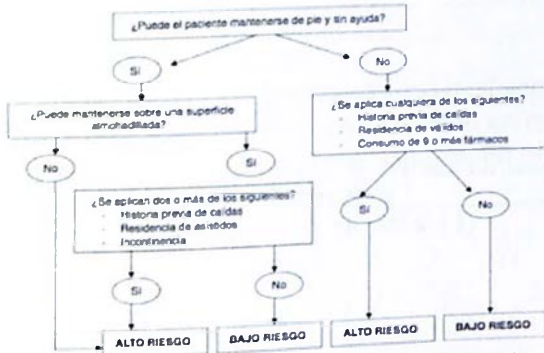 ¿Puede el paciente mantenerse de pie y sin ayuda?
Sí
No
¿Puede mantenerse sobre una superficie
almohadillada?
No
Sí
¿Se aplica cualquiera de los siguientes?
- Historia previa de caídas
- Residencia de válidos
- Consumo de 9 o más fármacos
¿Se aplican dos o más de los siguientes?
- Historia previa de caídas
- Residencia de asistidos
- Incontinencia
Sí
No
Sí
No
ALTO RIESGO
BAJO RIESGO
ALTO RIESGO
BAJO RIESGO